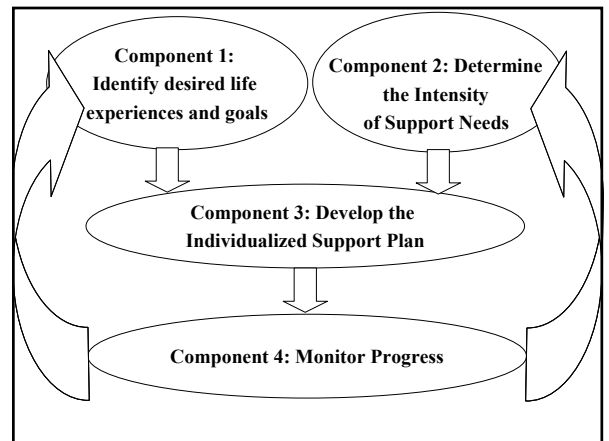 Component 1:
Identify desired life
experiences and goals
Component 2: Determine
the Intensity
of Support Needs
Component 3: Develop the
Individualized Support Plan
Component 4: Monitor Progress